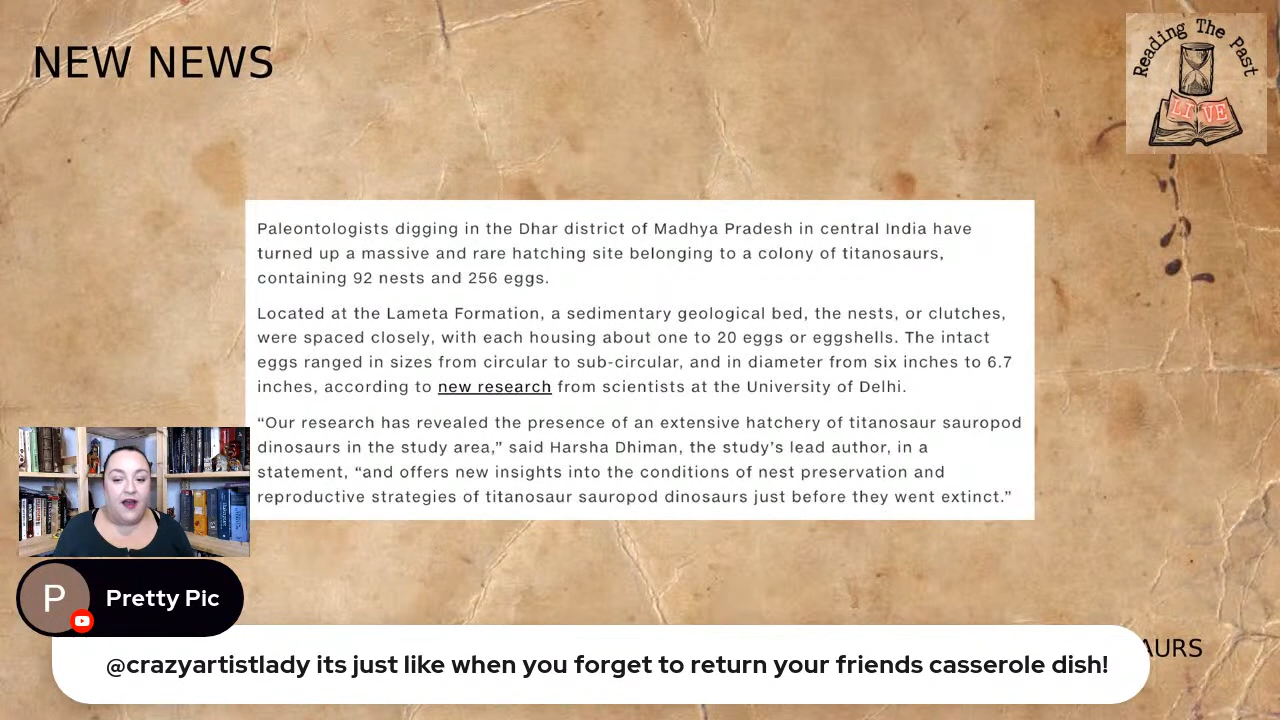 NEW NEWS
Reading The Past
LIVE
Paleontologists digging in the Dhar district of Madhya Pradesh in central India have
turned up a massive and rare hatching site belonging to a colony of titanosaurs,
containing 92 nests and 256 eggs.
Located at the Lameta Formation, a sedimentary geological bed, the nests, or clutches,
were spaced closely, with each housing about one to 20 eggs or eggshells. The intact
eggs ranged in sizes from circular to sub-circular, and in diameter from six inches to 6.7
inches, according to new research from scientists at the University of Delhi.
“Our research has revealed the presence of an extensive hatchery of titanosaur sauropod
dinosaurs in the study area,” said Harsha Dhiman, the study’s lead author, in a
statement, “and offers new insights into the conditions of nest preservation and
reproductive strategies of titanosaur sauropod dinosaurs just before they went extinct.”
P
Pretty Pic
AURS
@crazyartistlady its just like when you forget to return your friends casserole dish!